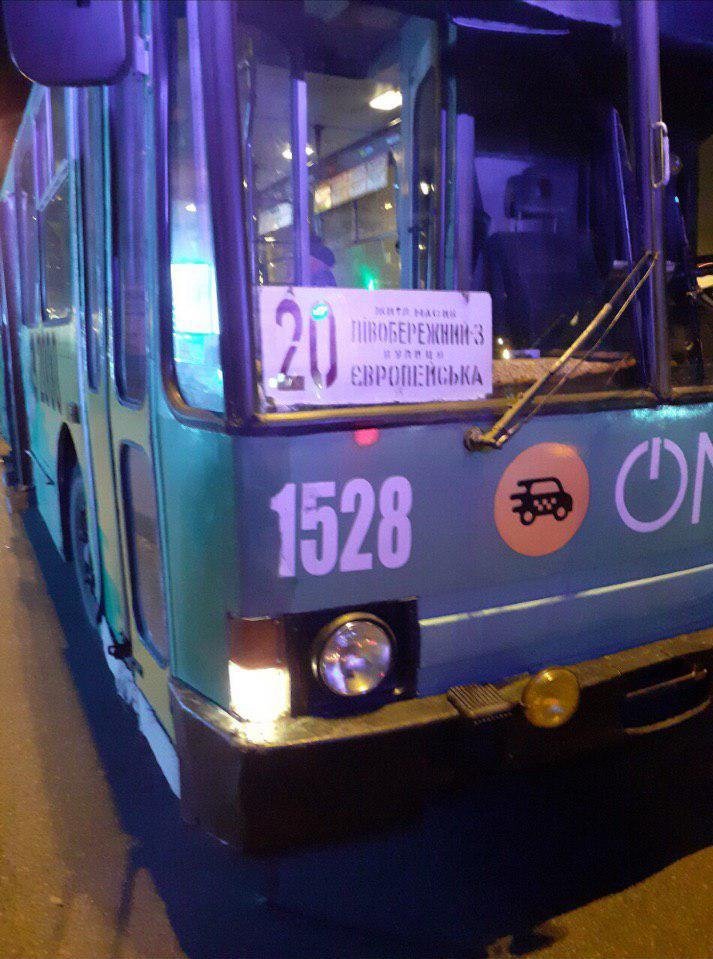 20
ЖИТЛ.МАСИВ
ЛІВОБЕРЕЖНИЙ-3
ВУЛИЦЯ
ЄВРОПЕЙСЬКА
1528